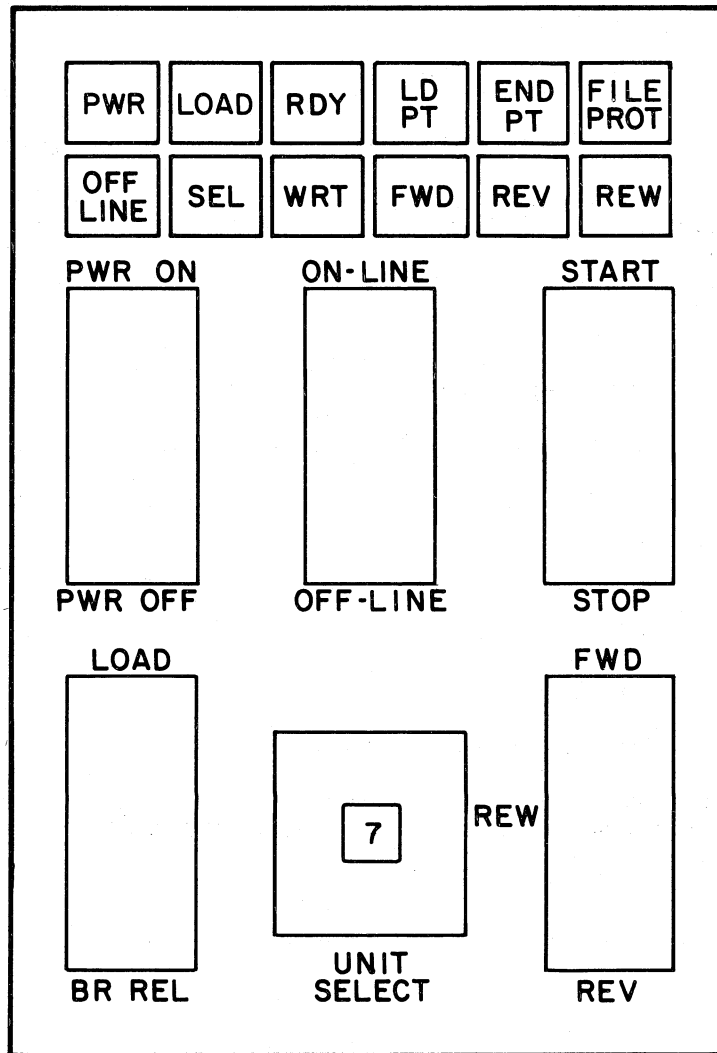 PWR LOAD RDY LD PT END PT FILE PROT
OFF LINE SEL WRT FWD REV REW
PWR ON ON-LINE START
PWR OFF OFF-LINE STOP
LOAD FWD
7 REW
BR REL UNIT SELECT REV